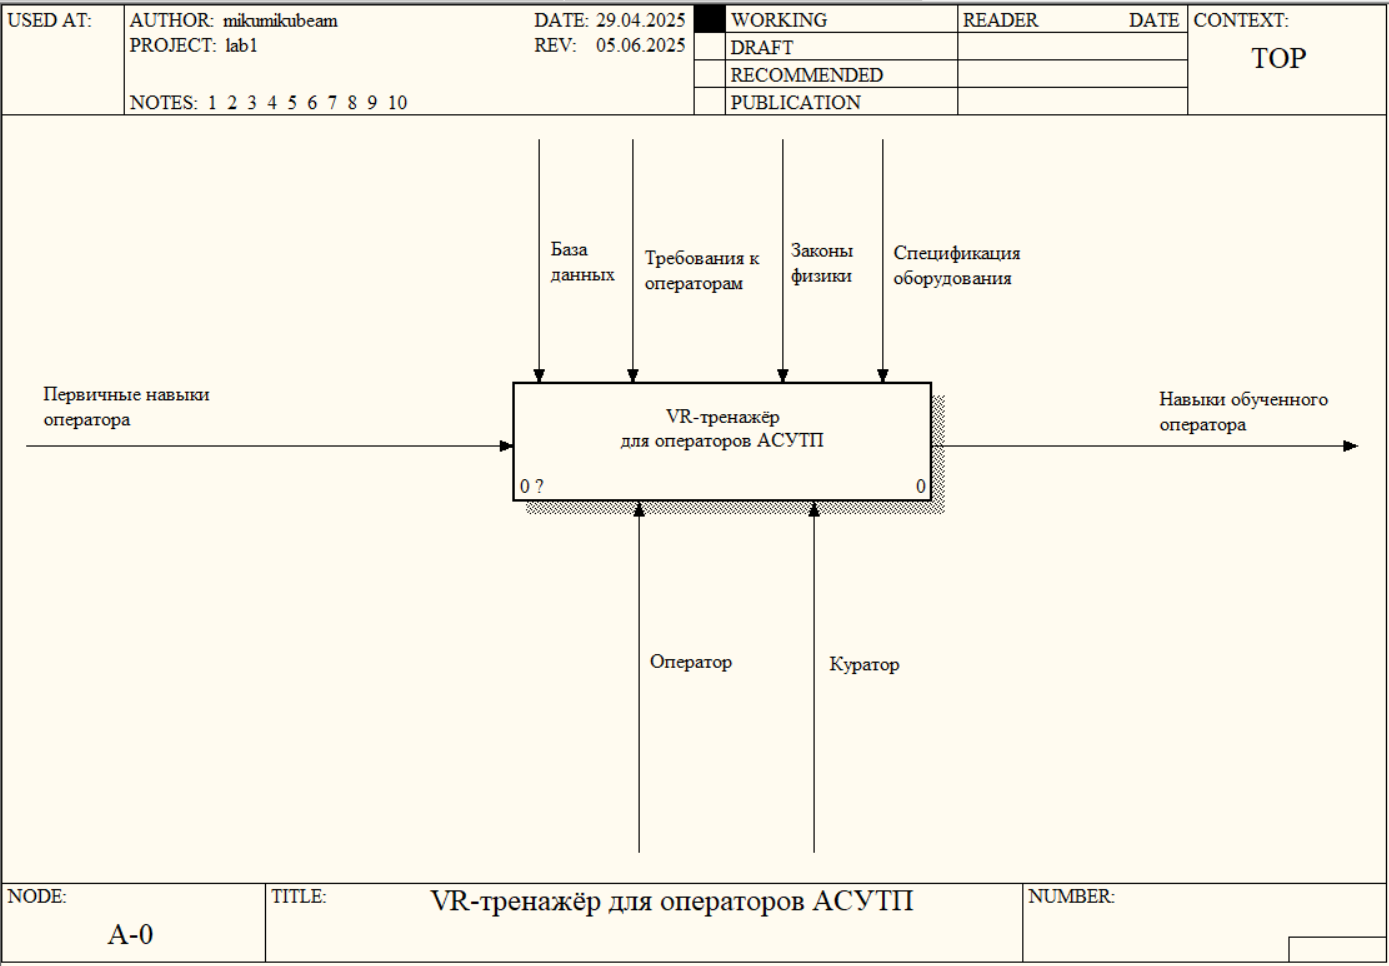 USED AT:
AUTHOR: mikumikubeam
DATE: 29.04.2025
PROJECT: lab1
REV: 05.06.2025
NOTES: 1 2 3 4 5 6 7 8 9 10
WORKING
DRAFT
RECOMMENDED
PUBLICATION
READER DATE
CONTEXT:
TOP
База
данных
Требования к
операторам
Законы
физики
Спецификация
оборудования
Первичные навыки
оператора
VR-тренажёр
для операторов АСУТП
0 ?
0
Навыки обученного
оператора
Оператор
Куратор
NODE:
A-0
TITLE:
VR-тренажёр для операторов АСУТП
NUMBER: